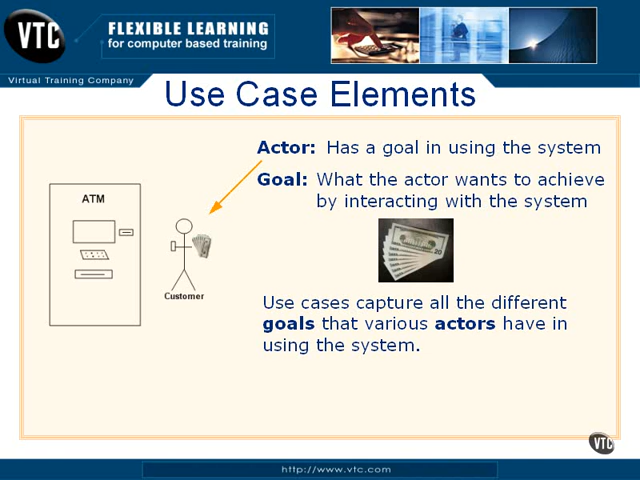 VTC
FLEXIBLE LEARNING
for computer based training
Virtual Training Company
Use Case Elements
Actor: Has a goal in using the system
Goal: What the actor wants to achieve
by interacting with the system
ATM
Customer
20
Use cases capture all the different
goals that various actors have in
using the system.
VTC
http://www.vtc.com